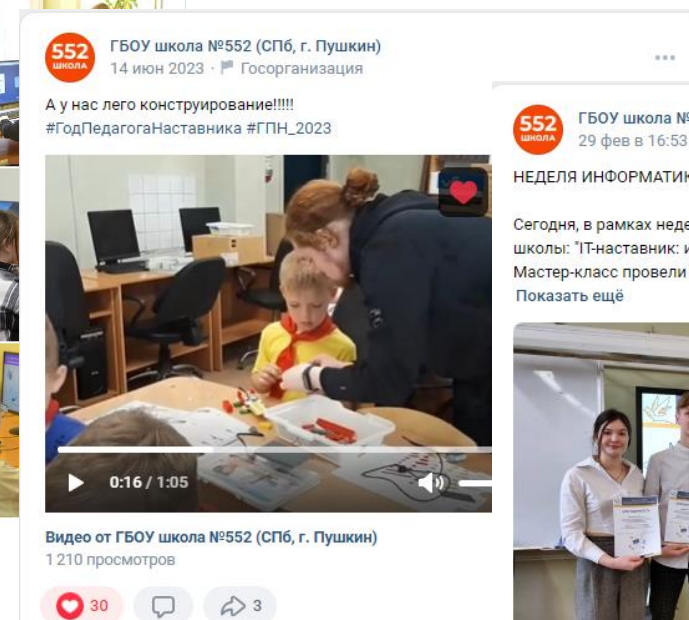 552
ШКОЛА
ГБОУ школа №552 (СПб, г. Пушкин)
14 июн 2023 · Госорганизация
А у нас лего конструирование!!!!!
#ГодПедагогаНаставника #ГПН_2023
0:16 / 1:05
Видео от ГБОУ школа №552 (СПб, г. Пушкин)
1 210 просмотров
30
3
552
ШКОЛА
ГБОУ школа №
29 фев в 16:53
НЕДЕЛЯ ИНФОРМАТИК
Сегодня, в рамках неде
школы: "IT-наставник: и
Мастер-класс провели
Показать ещё